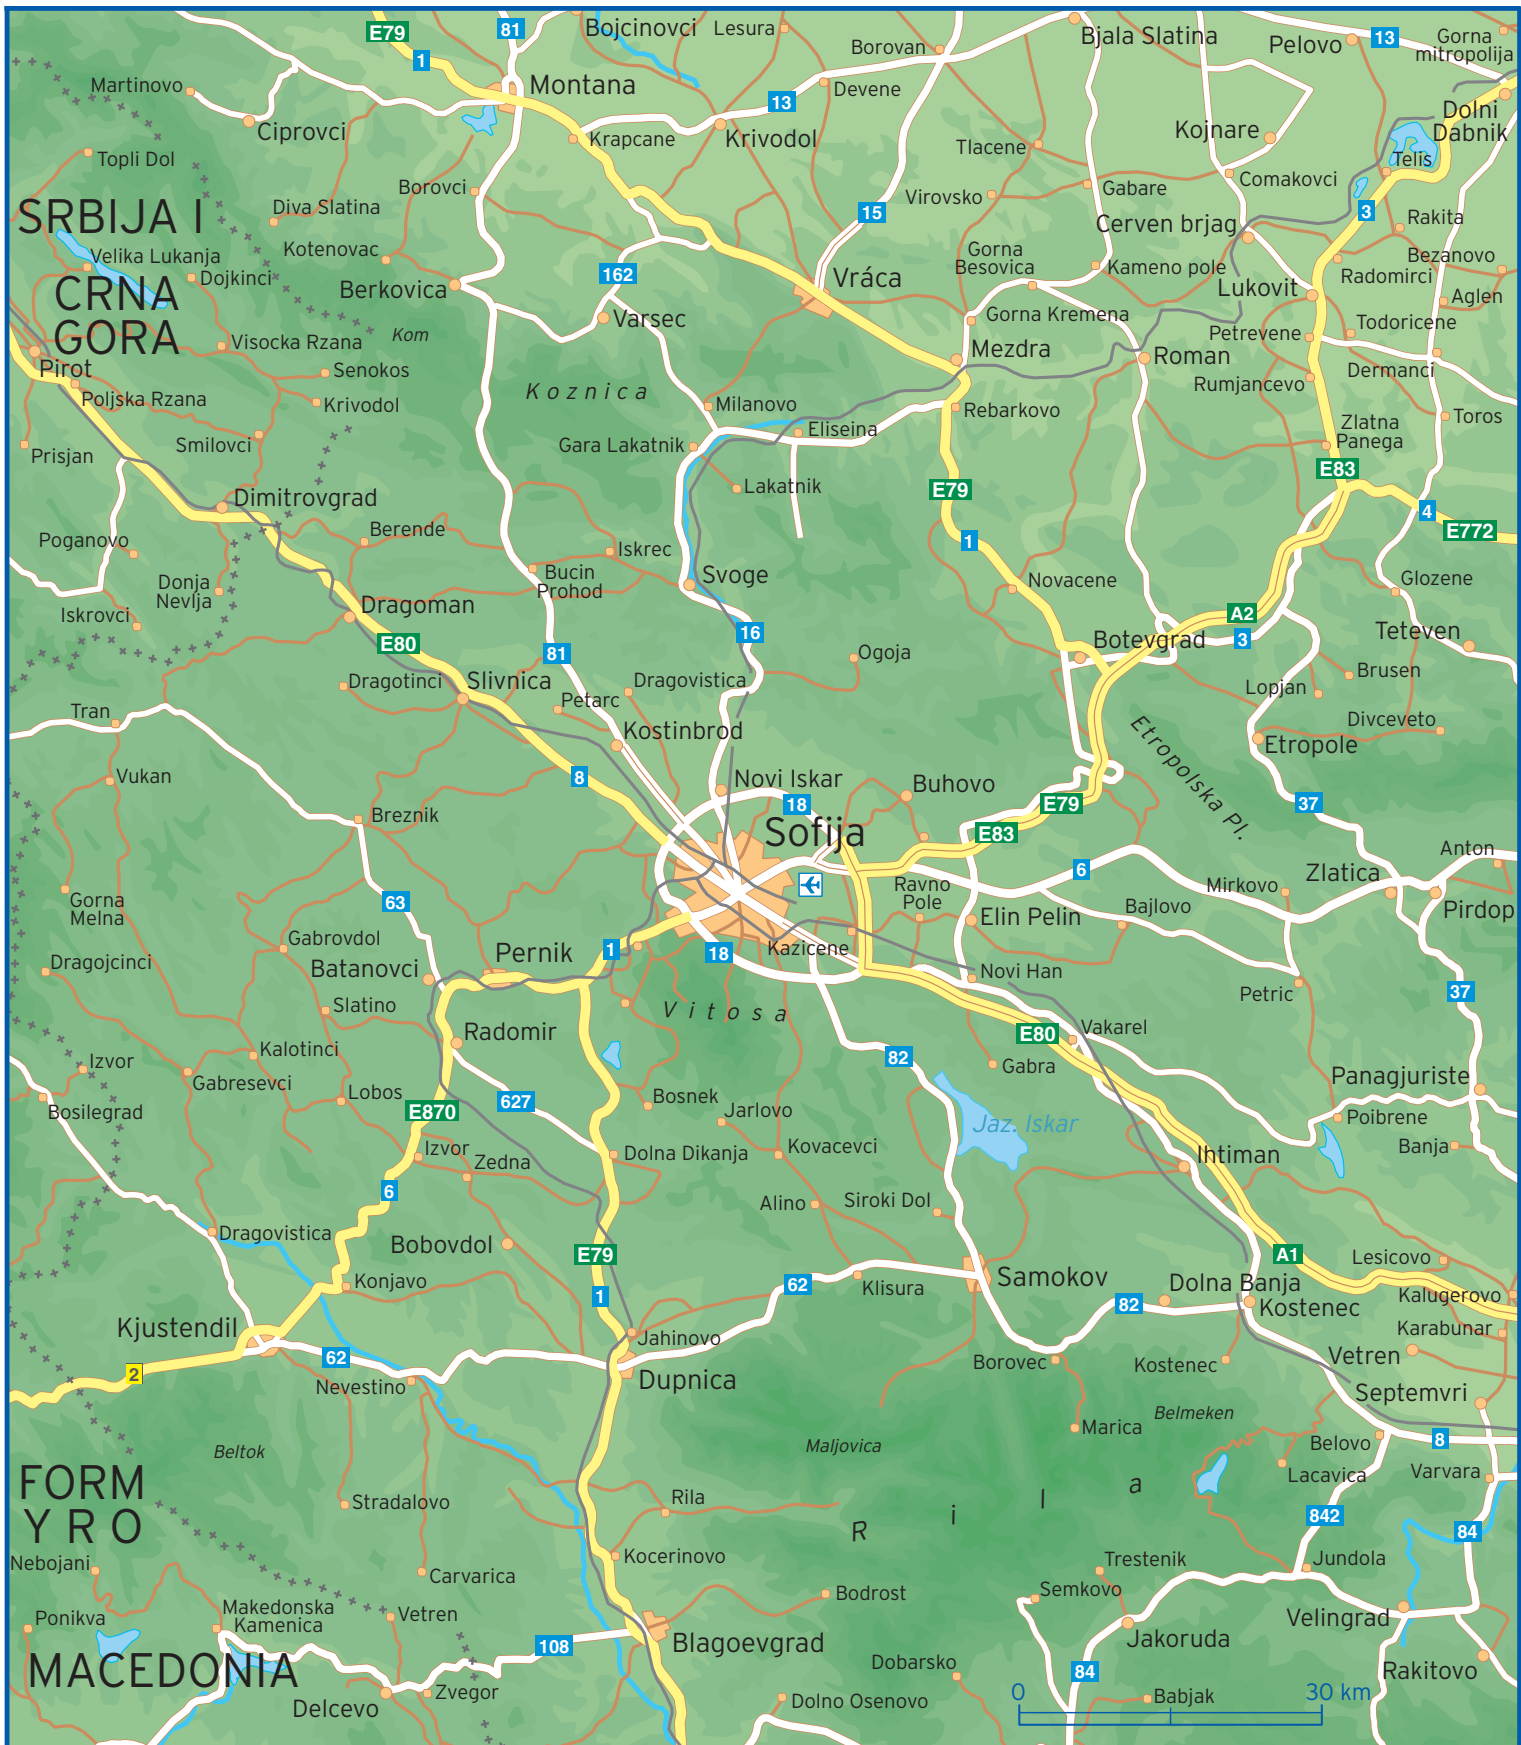 E79
81
1
Bojcinovci
Lesura
Borovan
Bjala Slatina
Pelovo
13
Gorna
mitropolija
Martinovo
Montana
Devene
13
Dolni
Dabnik
Ciprovci
Krapcane
Krivodol
Tlacene
Kojnare
Telis
Topli Dol
Borovci
Virovsko
Gabare
Comakovci
SRBIJA I
CRNA
GORA
Diva Slatina
15
3
Rakita
Velika Lukanja
Kotenovac
Cerven brjag
Dojkinci
162
Gorna
Besovica
Kameno pole
Bezanovo
Radomirci
Berkovica
Vráca
Lukovit
Aglen
Varsec
Gorna Kremena
Todoricene
Petrevene
Visocka Rzana
Kom
Mezdra
Roman
Pirot
Senokos
Dermanci
Rumjancevo
Poljska Rzana
Krivodol
Koznica
Milanovo
Rebarkovo
Toros
Zlatna
Panega
Smilovci
Eliseina
Gara Lakatnik
Prisjan
E83
Lakatnik
E79
Dimitrovgrad
4
E772
Berende
1
Poganovo
Iskrec
Donja
Nevlja
Bucin
Prohod
Svoge
Novacene
Glozene
Iskrovci
Dragoman
A2
E80
16
3
Teteven
81
Ogoja
Botevgrad
Brusen
Dragotinci
Slivnica
Dragovistica
Lopjan
Petarc
Tran
Kostinbrod
Divceveto
Etropole
Etropolska Pl.
Vukan
8
Novi Iskar
Buhovo
18
E79
37
Breznik
Sofija
E83
Anton
6
Zlatica
Mirkovo
Ravno
Pole
Gorna
Melna
63
Elin Pelin
Bajlovo
Pirdop
Gabrovdol
Pernik
1
18
Kazicene
Dragojcinci
Batanovci
Novi Han
Petric
37
Slatino
Vitosa
Radomir
E80
Vakarel
Izvor
Kalotinci
82
Gabra
Gabresevci
Panagjuriste
Bosilegrad
Lobos
E870
627
Bosnek
Jarlovo
Jaz. Iskar
Poibrene
Izvor
Zedna
Dolna Dikanja
Kovacevci
Ihtiman
Banja
6
Alino
Siroki Dol
Dragovistica
Bobovdol
E79
A1
Lesicovo
Konjavo
1
62
Klisura
Samokov
Dolna Banja
Kalugerovo
82
Kostenec
Kjustendil
Jahinovo
Karabunar
62
Borovec
Kostenec
Vetren
2
Nevestino
Dupnica
Septemvri
Marica
Belmeken
Beltok
Maljovica
Belovo
8
FORM
Y R O
MACEDONIA
Lacavica
Varvara
Stradalovo
Rila
Rila
842
84
Nebojani
Kocerinovo
Trestenik
Jundola
Carvarica
Bodrost
Semkovo
Ponikva
Makedonska
Kamenica
Vetren
Velingrad
108
Blagoevgrad
Jakoruda
Dobarsko
84
Rakitovo
Delcevo
Zvegor
Dolno Osenovo
Babjak
0
30 km